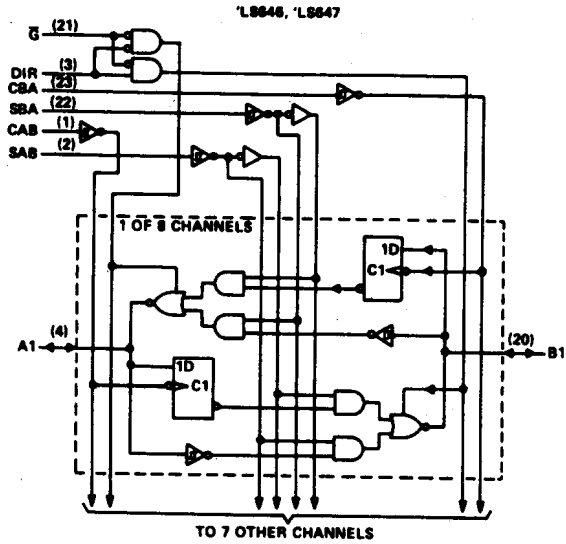 'LS646, 'LS647
G̅ (21)
DIR (3)
CBA (23)
SBA (22)
CAB (1)
SAB (2)
1 OF 8 CHANNELS
1D
C1
A1 (4)
(20) B1
1D
C1
TO 7 OTHER CHANNELS